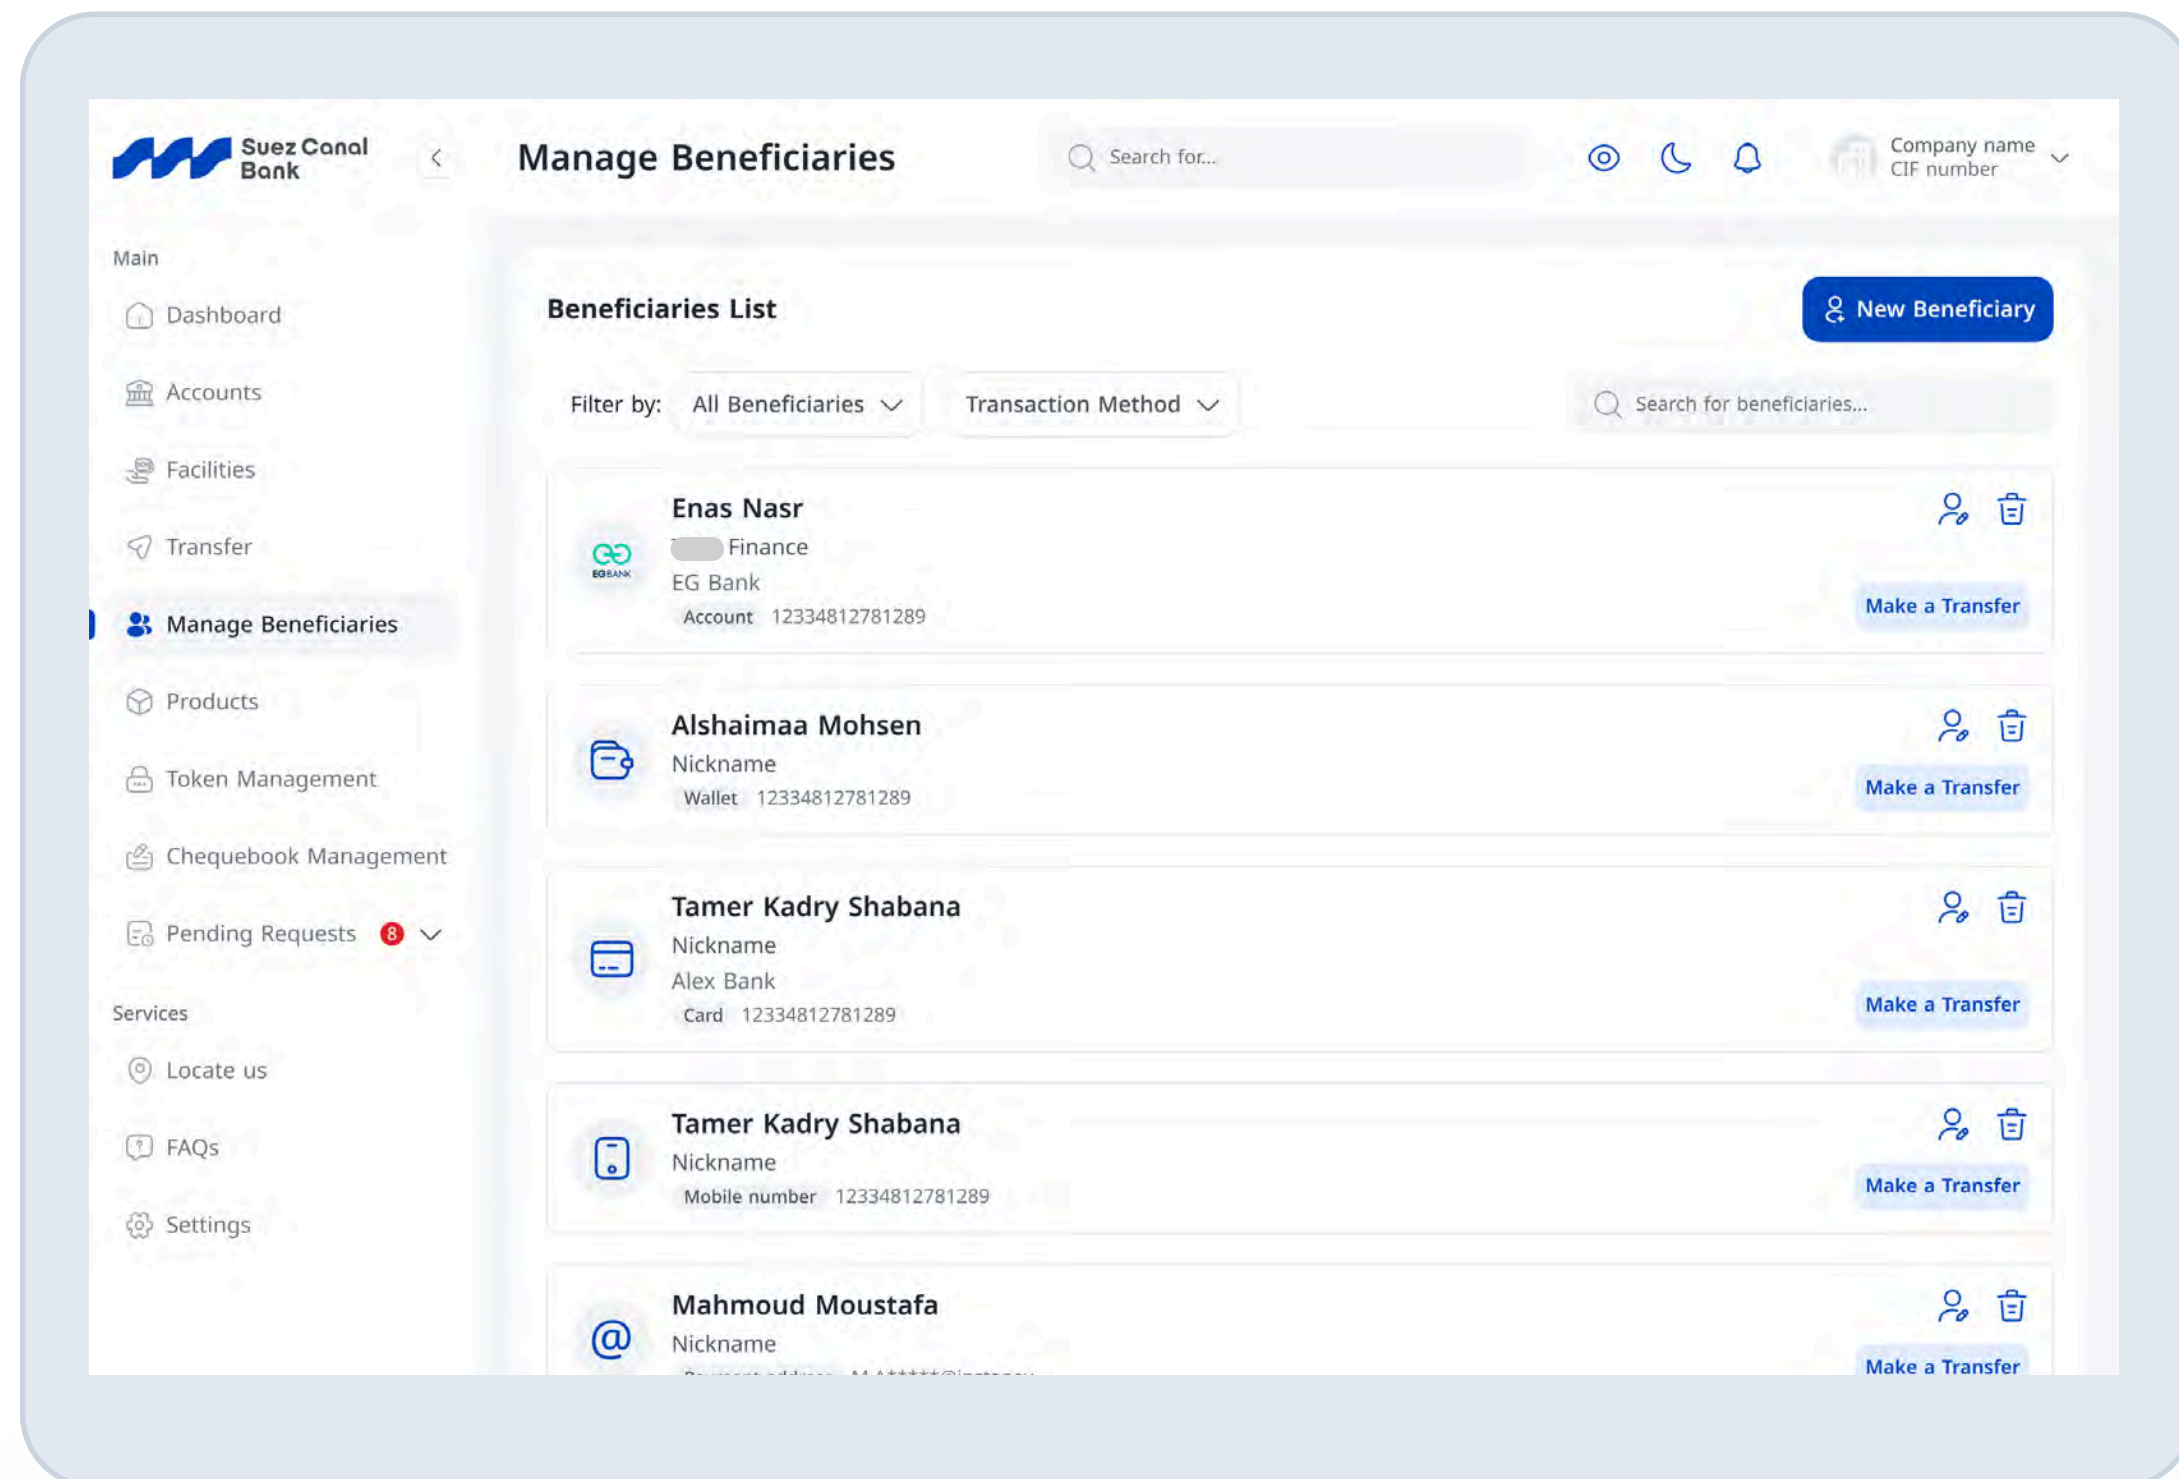 Suez Canal
Bank
Manage Beneficiaries
Search for...
Company name
CIF number
Main
Dashboard
Accounts
Facilities
Transfer
Manage Beneficiaries
Products
Token Management
Chequebook Management
Pending Requests 8
Services
Locate us
FAQs
Settings
Beneficiaries List
New Beneficiary
Filter by: All Beneficiaries Transaction Method
Search for beneficiaries...
EGBANK
Enas Nasr
Finance
EG Bank
Account 12334812781289
Make a Transfer
Alshaimaa Mohsen
Nickname
Wallet 12334812781289
Make a Transfer
Tamer Kadry Shabana
Nickname
Alex Bank
Card 12334812781289
Make a Transfer
Tamer Kadry Shabana
Nickname
Mobile number 12334812781289
Make a Transfer
@
Mahmoud Moustafa
Nickname
Make a Transfer